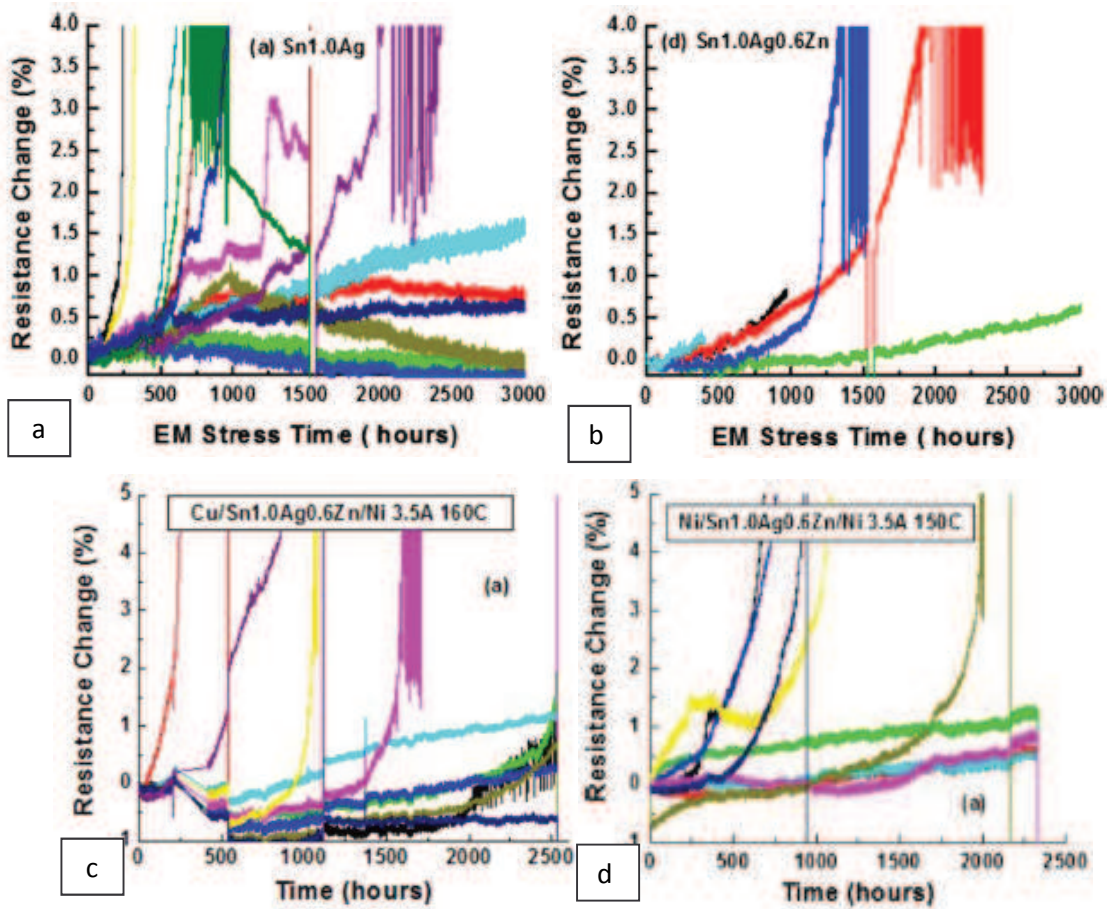 a
(a) Sn1.0Ag
Resistance Change (%)
4.0
3.5
3.0
2.5
2.0
1.5
1.0
0.5
0.0
0 500 1000 1500 2000 2500 3000
EM Stress Time ( hours)
b
(d) Sn1.0Ag0.6Zn
Resistance Change (%)
4.0
3.5
3.0
2.5
2.0
1.5
1.0
0.5
0.0
0 500 1000 1500 2000 2500 3000
EM Stress Time ( hours)
c
Cu/Sn1.0Ag0.6Zn/Ni 3.5A 160C
(a)
Resistance Change (%)
5
4
3
2
1
0
0 500 1000 1500 2000 2500
Time (hours)
d
Ni/Sn1.0Ag0.6Zn/Ni 3.5A 150C
(a)
Resistance Change (%)
5
4
3
2
1
0
0 500 1000 1500 2000 2500
Time (hours)